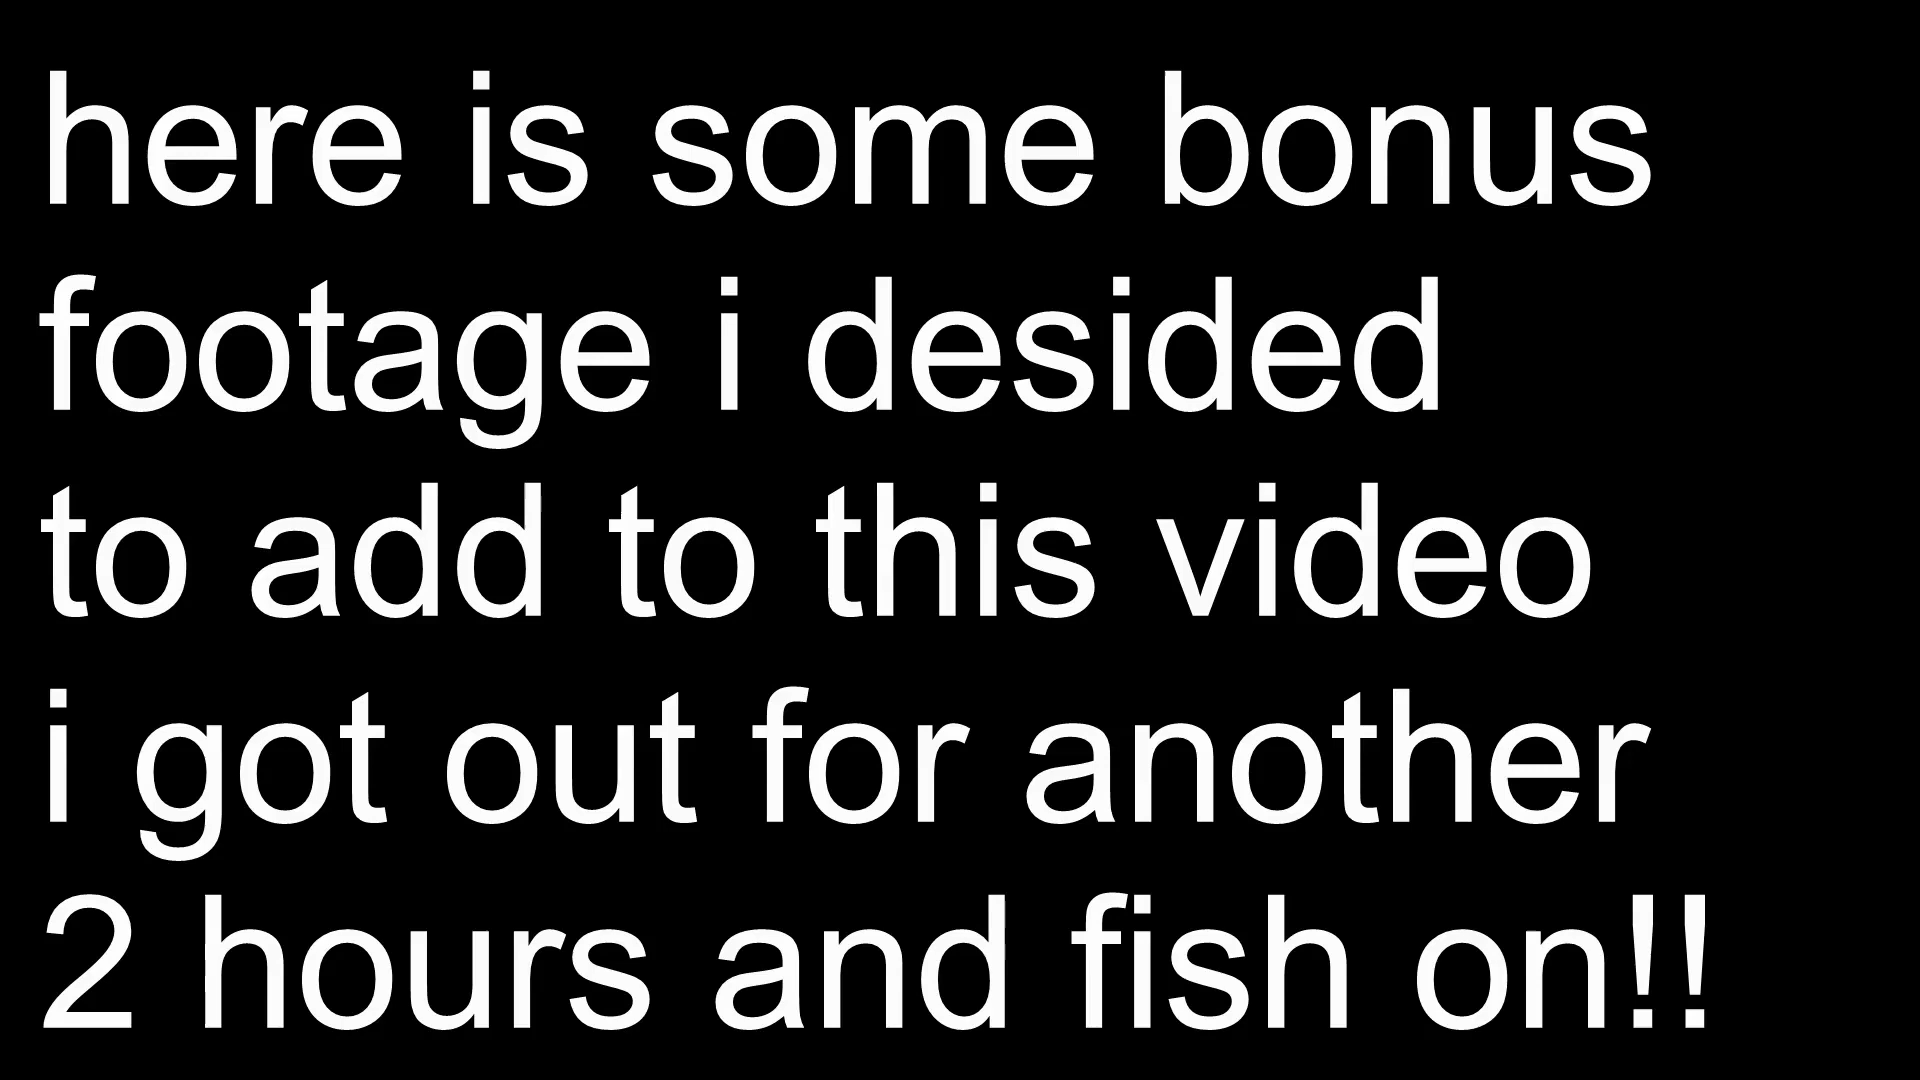 here is some bonus
footage i desided
to add to this video
i got out for another
2 hours and fish on!!